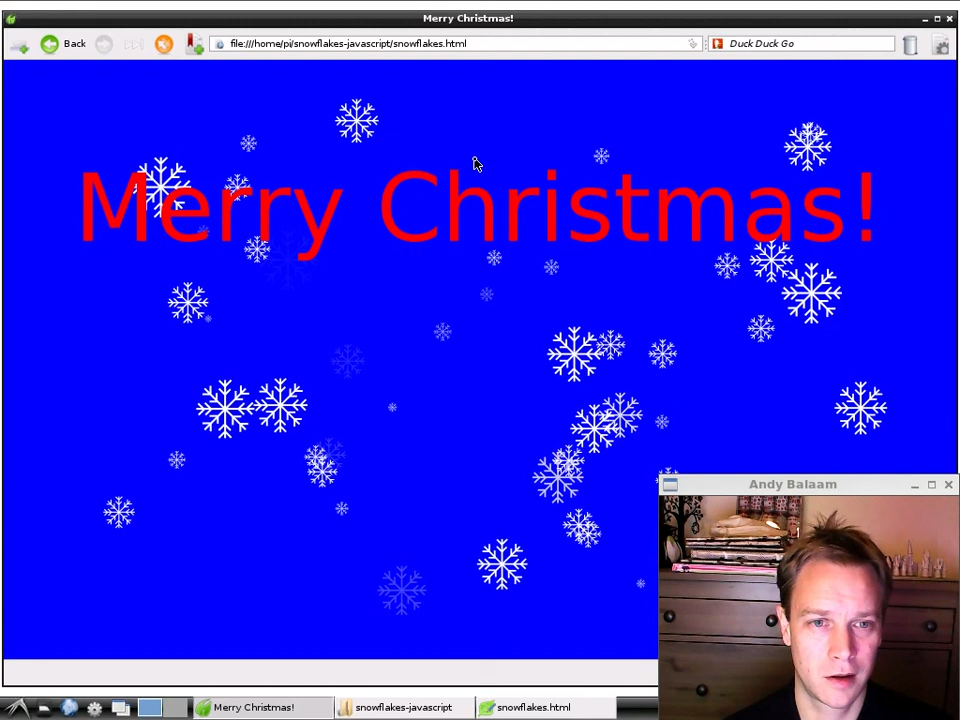 Merry Christmas!
Back
file:///home/pi/snowflakes-javascript/snowflakes.html
Duck Duck Go
Merry Christmas!
Andy Balaam
Merry Christmas!
snowflakes-javascript
snowflakes.html